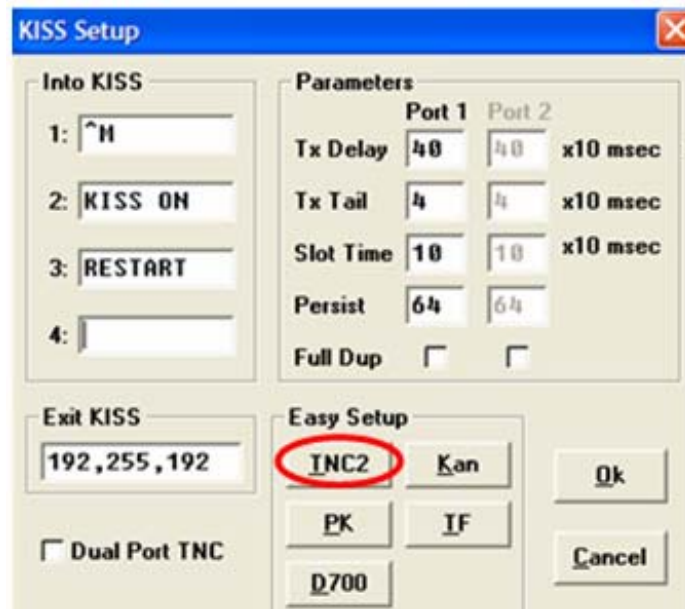 KISS Setup
Into KISS
1: ^M
2: KISS ON
3: RESTART
4:
Parameters
Port 1 Port 2
Tx Delay 40 40 x10 msec
Tx Tail 4 4 x10 msec
Slot Time 10 10 x10 msec
Persist 64 64
Full Dup
Exit KISS
192,255,192
Dual Port TNC
Easy Setup
TNC2 Kan
PK TF
D700
Ok
Cancel